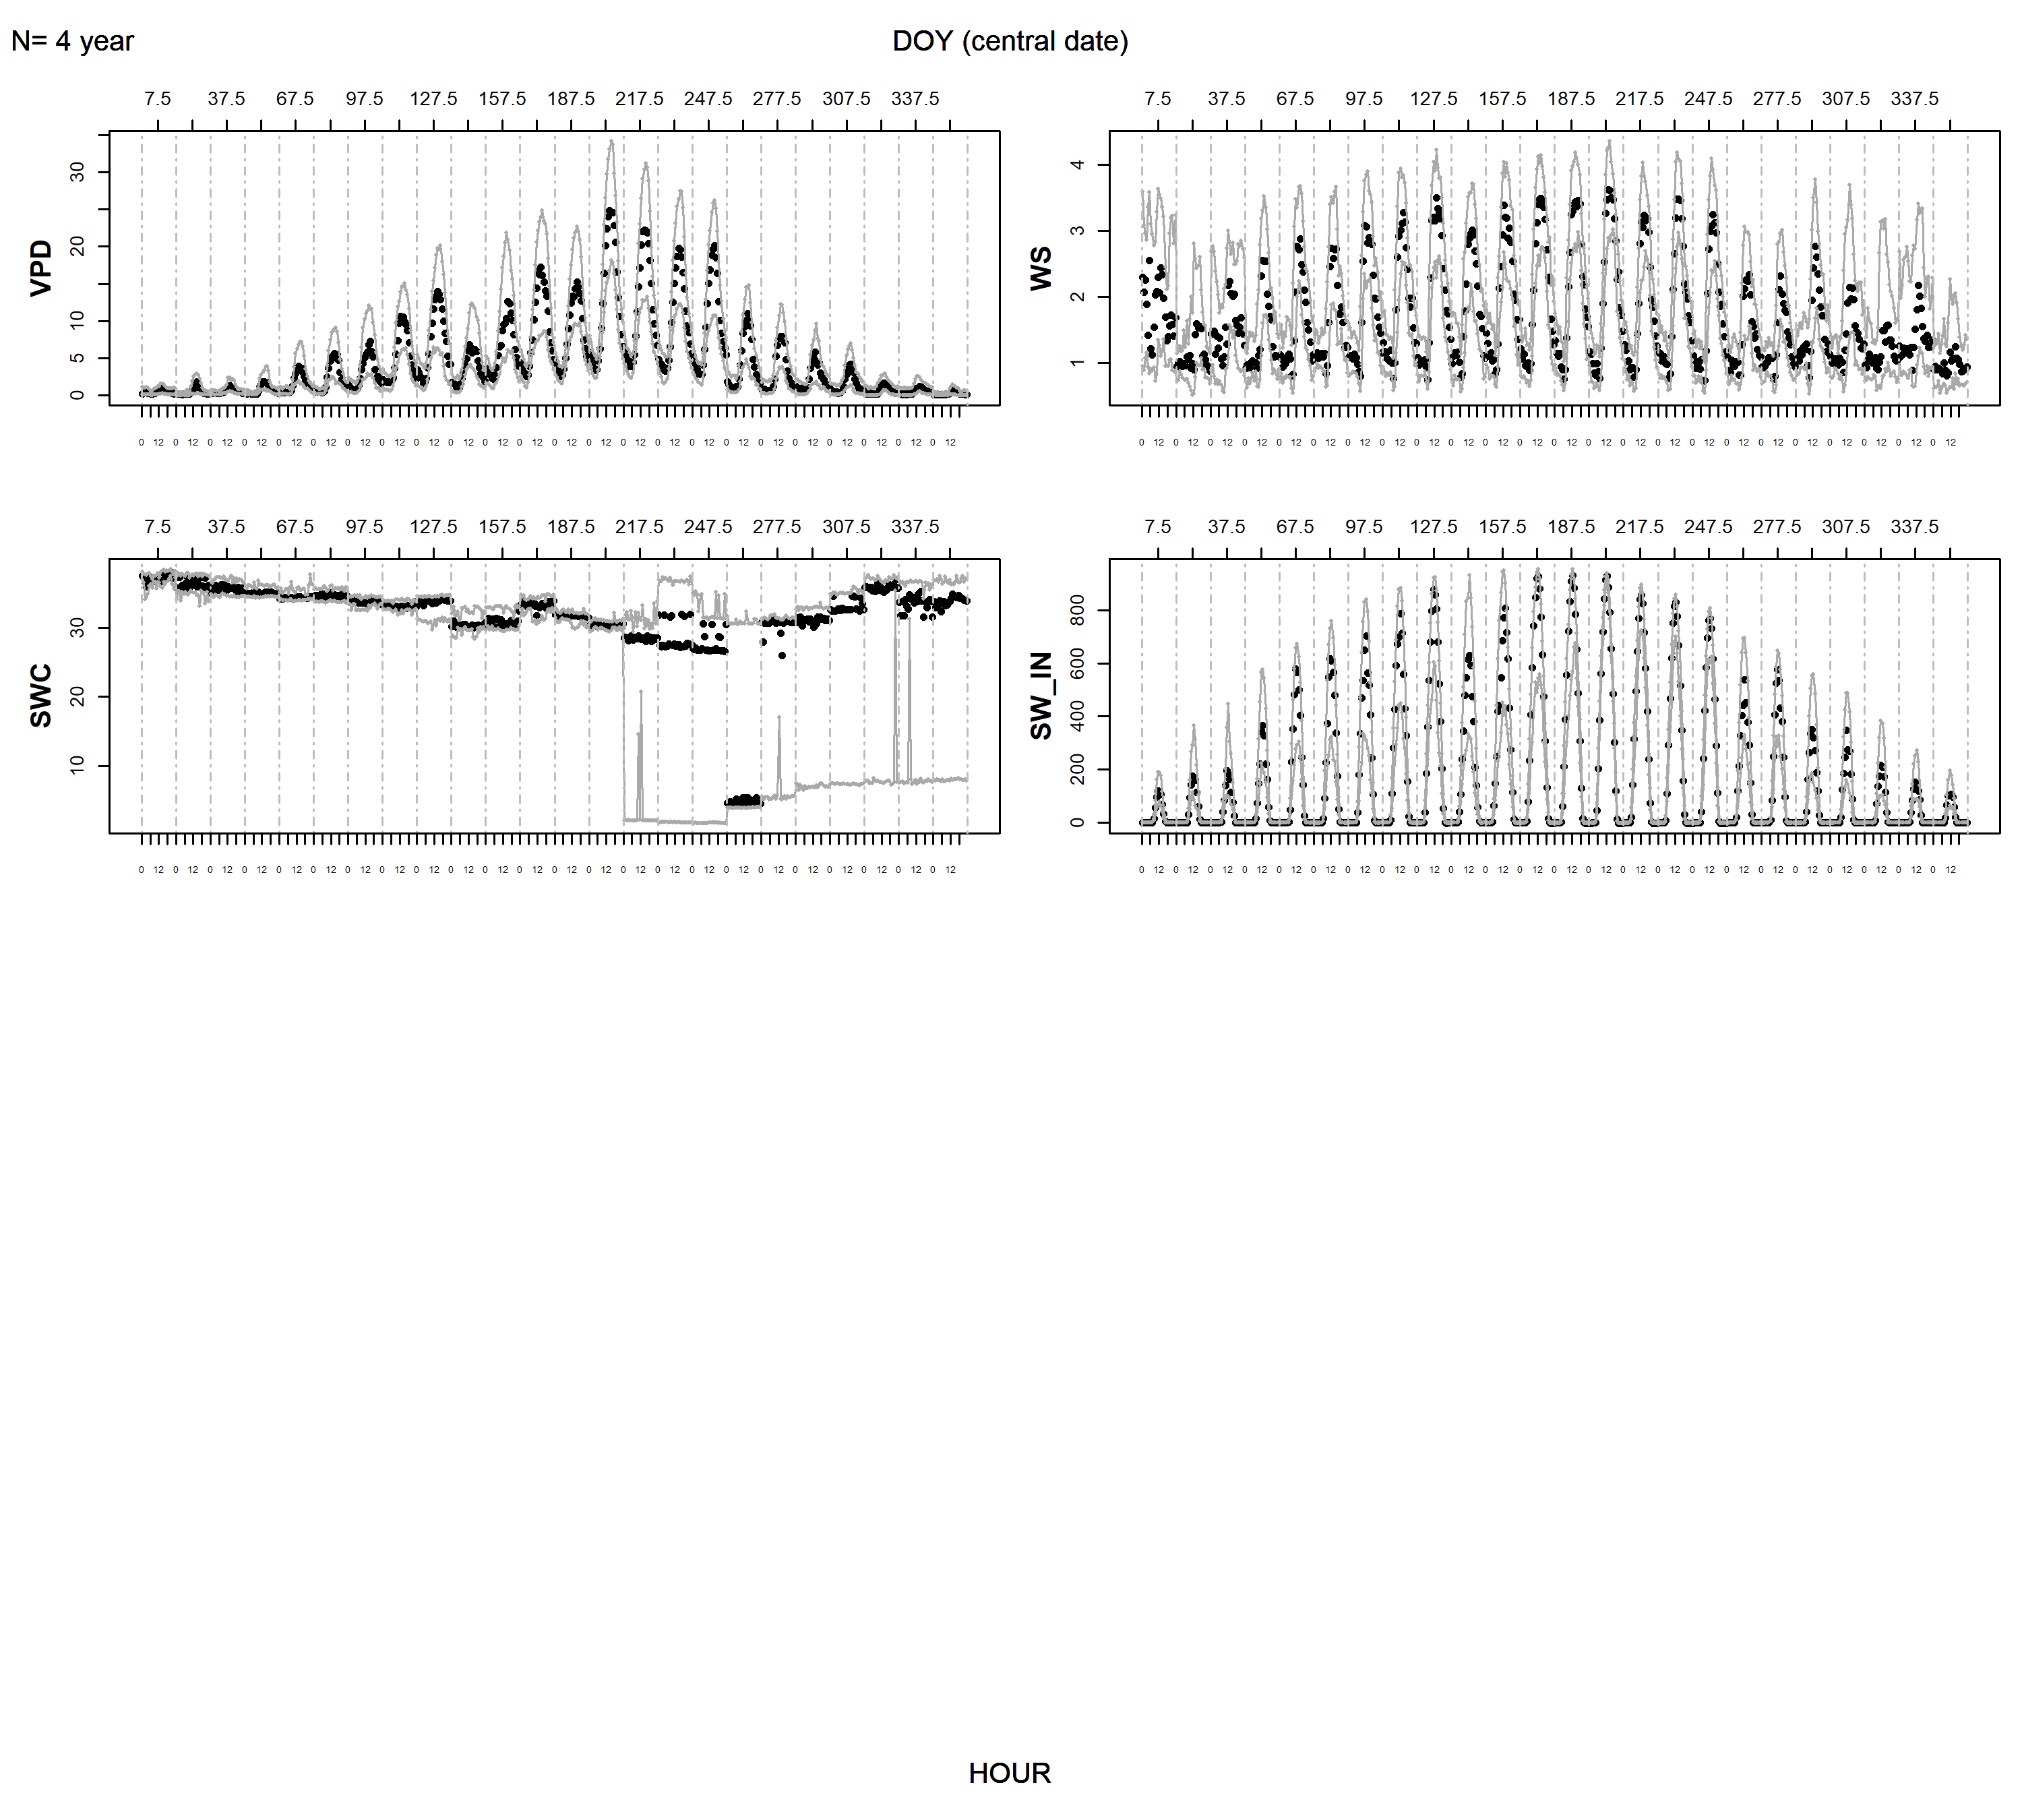 N= 4 year
DOY (central date)
7.5 37.5 67.5 97.5 127.5 157.5 187.5 217.5 247.5 277.5 307.5 337.5
VPD
0 5 10 20 30
0 12 0 12 0 12 0 12 0 12 0 12 0 12 0 12 0 12 0 12 0 12 0 12 0 12 0 12 0 12 0 12 0 12 0 12 0 12 0 12 0 12 0 12 0 12 0 12
7.5 37.5 67.5 97.5 127.5 157.5 187.5 217.5 247.5 277.5 307.5 337.5
WS
1 2 3 4
0 12 0 12 0 12 0 12 0 12 0 12 0 12 0 12 0 12 0 12 0 12 0 12 0 12 0 12 0 12 0 12 0 12 0 12 0 12 0 12 0 12 0 12 0 12 0 12
7.5 37.5 67.5 97.5 127.5 157.5 187.5 217.5 247.5 277.5 307.5 337.5
SWC
10 20 30
0 12 0 12 0 12 0 12 0 12 0 12 0 12 0 12 0 12 0 12 0 12 0 12 0 12 0 12 0 12 0 12 0 12 0 12 0 12 0 12 0 12 0 12 0 12 0 12
7.5 37.5 67.5 97.5 127.5 157.5 187.5 217.5 247.5 277.5 307.5 337.5
SW_IN
0 200 400 600 800
0 12 0 12 0 12 0 12 0 12 0 12 0 12 0 12 0 12 0 12 0 12 0 12 0 12 0 12 0 12 0 12 0 12 0 12 0 12 0 12 0 12 0 12 0 12 0 12
HOUR